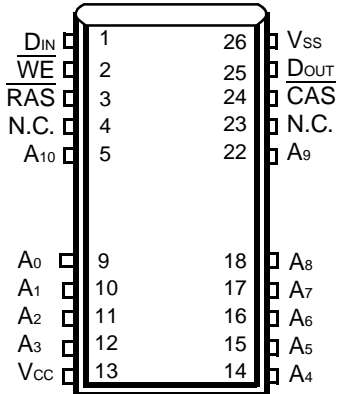 DIN 1 26 VSS
WE 2 25 DOUT
RAS 3 24 CAS
N.C. 4 23 N.C.
A10 5 22 A9
A0 9 18 A8
A1 10 17 A7
A2 11 16 A6
A3 12 15 A5
VCC 13 14 A4